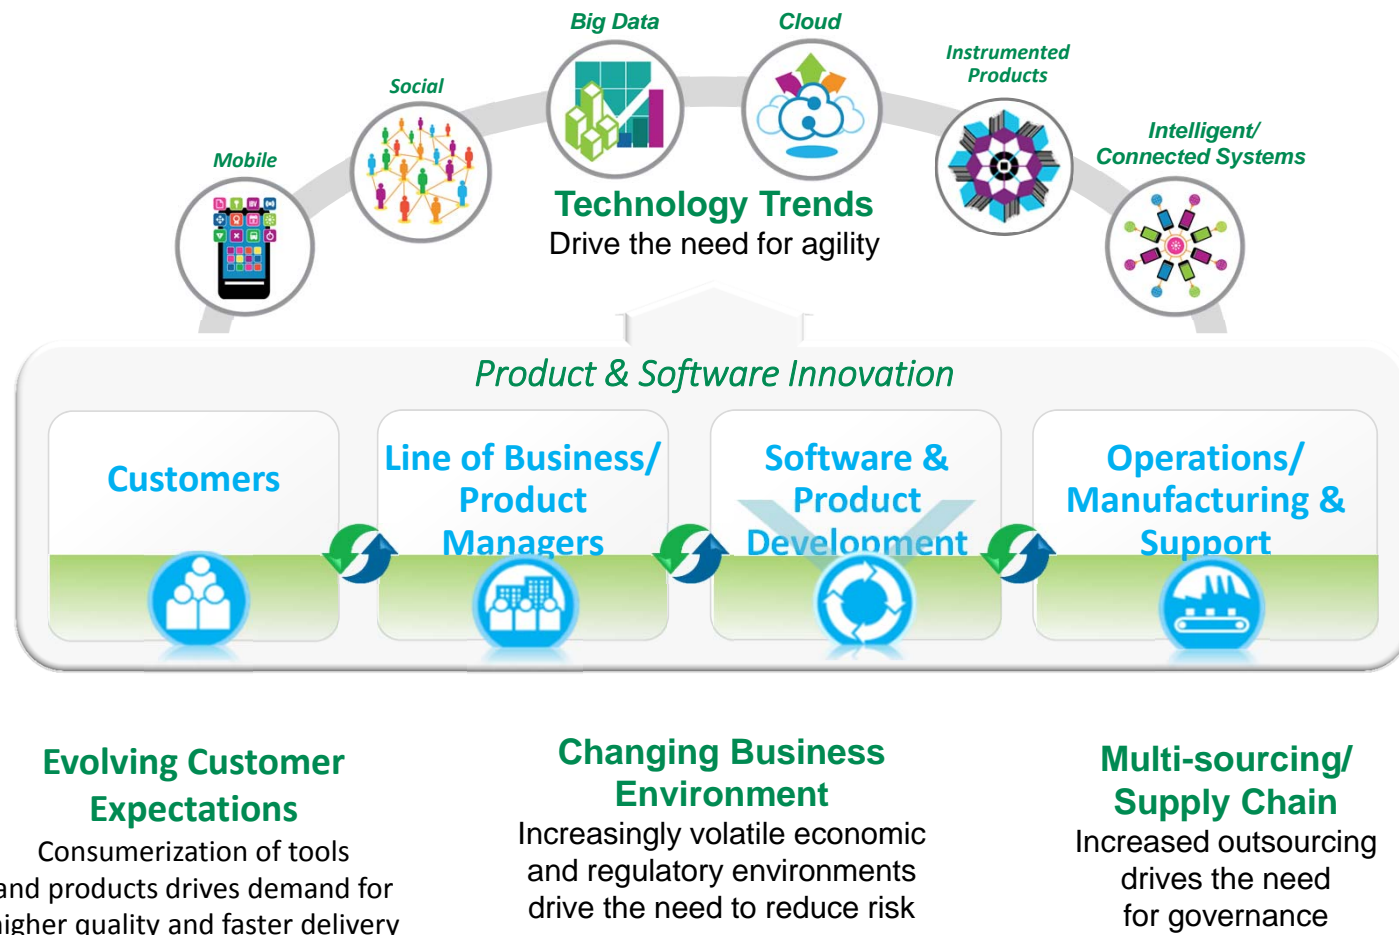 Big Data
Cloud
Instrumented
Products
Social
Intelligent/
Connected Systems
Mobile
Technology Trends
Drive the need for agility
Product & Software Innovation
Customers
Line of Business/
Product
Managers
Software &
Product
Development
Operations/
Manufacturing &
Support
Evolving Customer
Expectations
Consumerization of tools
and products drives demand for
higher quality and faster delivery
Changing Business
Environment
Increasingly volatile economic
and regulatory environments
drive the need to reduce risk
Multi-sourcing/
Supply Chain
Increased outsourcing
drives the need
for governance